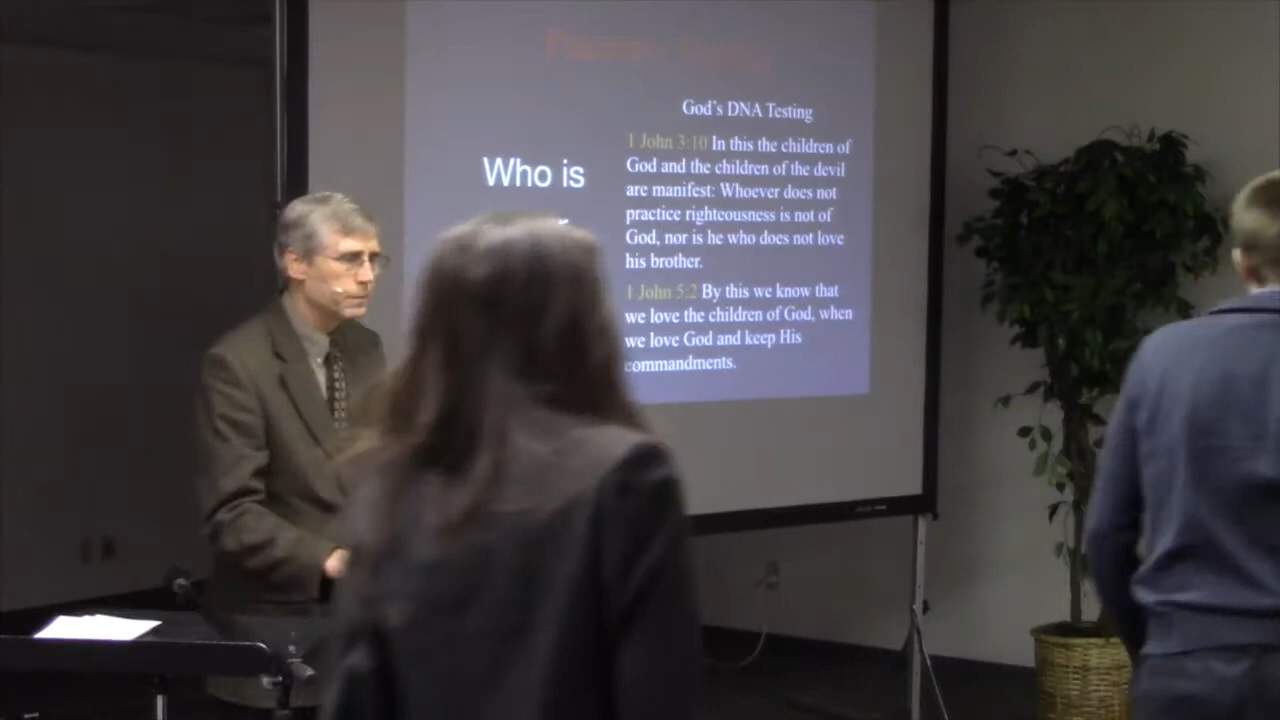 God's DNA Testing
Who is
1 John 3:10 In this the children of
God and the children of the devil
are manifest: Whoever does not
practice righteousness is not of
God, nor is he who does not love
his brother.
1 John 5:2 By this we know that
we love the children of God, when
we love God and keep His
commandments.